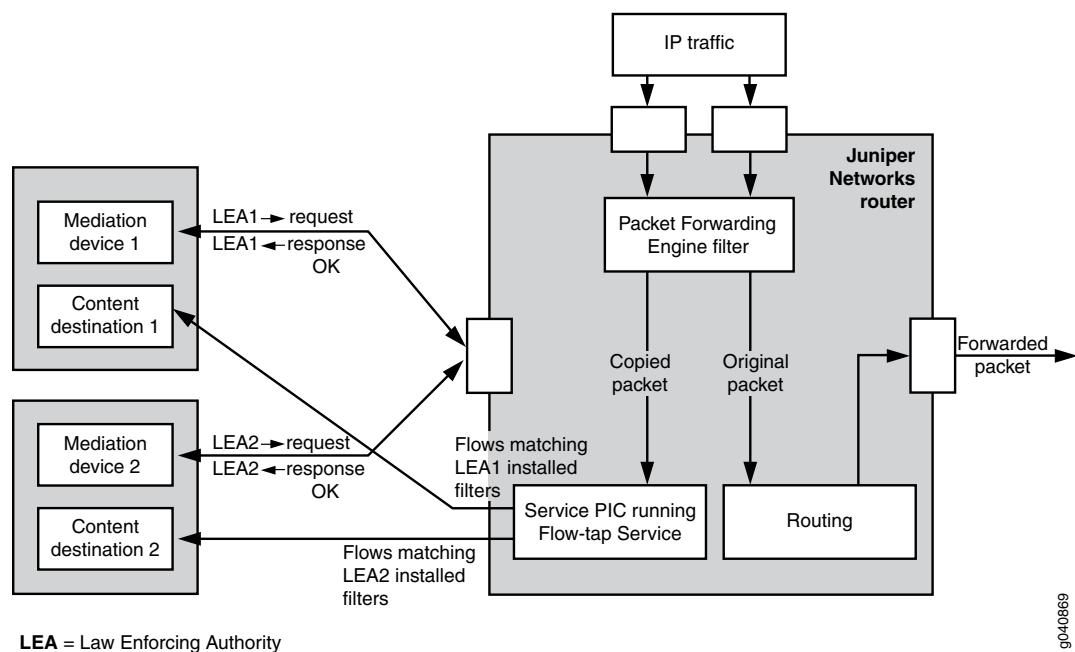 IP traffic
Juniper
Networks
router
Packet Forwarding
Engine filter
Mediation
device 1
LEA1 → request
LEA1 ← response
OK
Content
destination 1
Copied
packet
Original
packet
Forwarded
packet
Mediation
device 2
LEA2 → request
LEA2 ← response
OK
Flows matching
LEA1 installed
filters
Content
destination 2
Service PIC running
Flow-tap Service
Routing
Flows matching
LEA2 installed
filters
LEA = Law Enforcing Authority
g040869